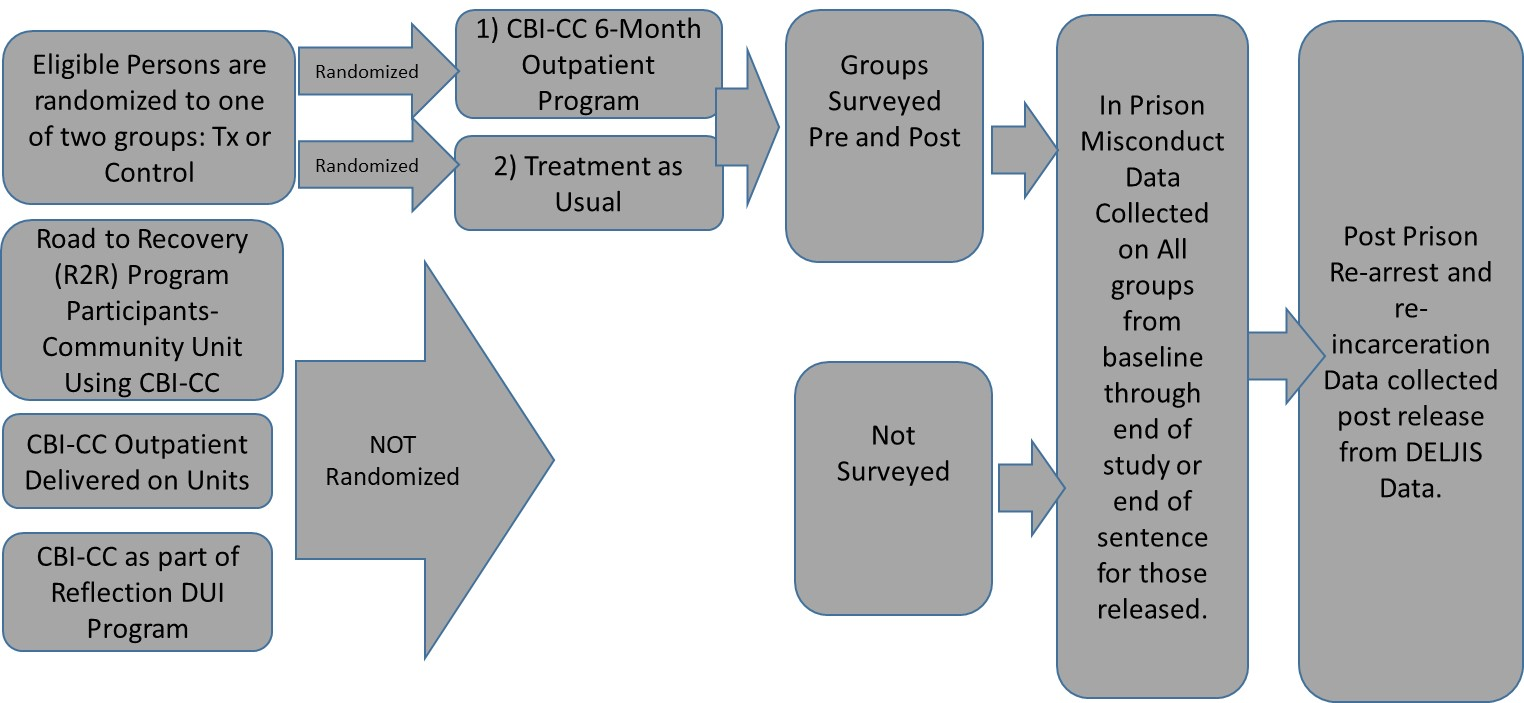 Eligible Persons are
randomized to one
of two groups: Tx or
Control
Randomized
Randomized
1) CBI-CC 6-Month
Outpatient
Program
2) Treatment as
Usual
Groups
Surveyed
Pre and Post
Road to Recovery
(R2R) Program
Participants-
Community Unit
Using CBI-CC
CBI-CC Outpatient
Delivered on Units
CBI-CC as part of
Reflection DUI
Program
NOT
Randomized
Not
Surveyed
In Prison
Misconduct
Data
Collected
on All
groups
from
baseline
through
end of
study or
end of
sentence
for those
released.
Post Prison
Re-arrest and
re-
incarceration
Data collected
post release
from DELJIS
Data.